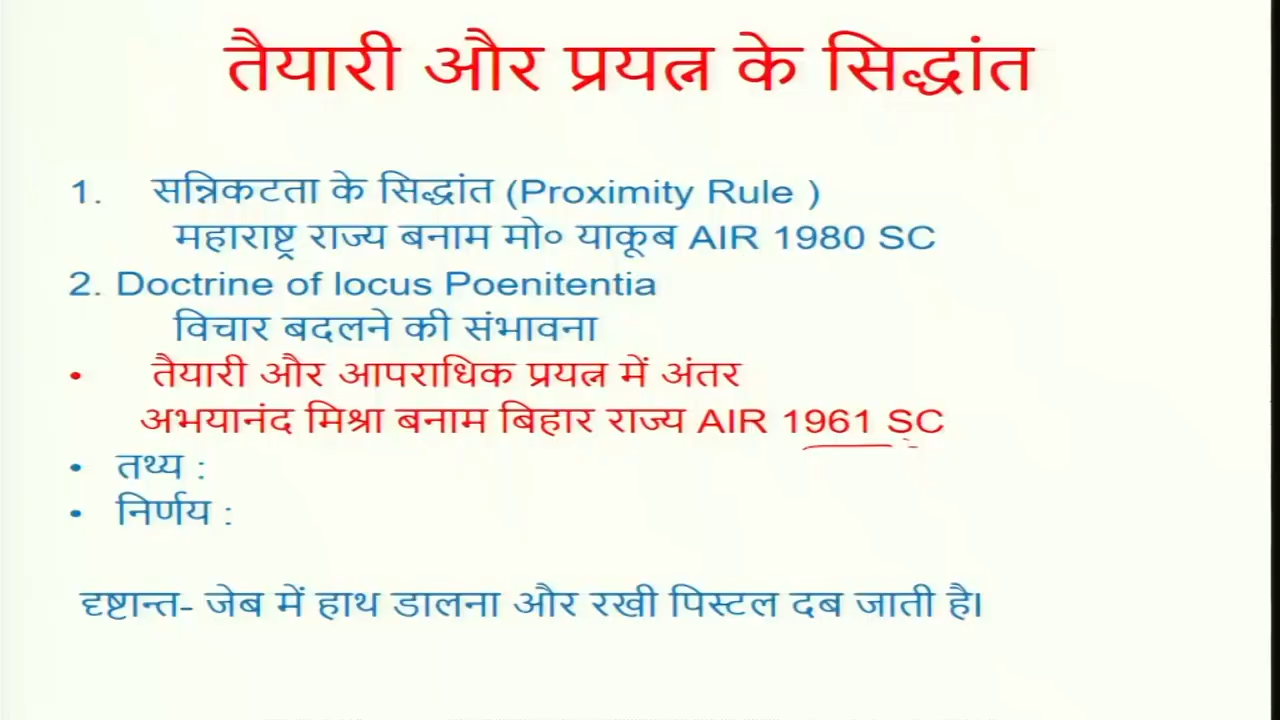 तैयारी और प्रयत्न के सिद्धांत
1. सन्निकटता के सिद्धांत (Proximity Rule )
महाराष्ट्र राज्य बनाम मो० याकूब AIR 1980 SC
2. Doctrine of locus Poenitentia
विचार बदलने की संभावना
• तैयारी और आपराधिक प्रयत्न में अंतर
अभयानंद मिश्रा बनाम बिहार राज्य AIR 1961 SC
• तथ्य :
• निर्णय :
दृष्टान्त- जेब में हाथ डालना और रखी पिस्टल दब जाती है।